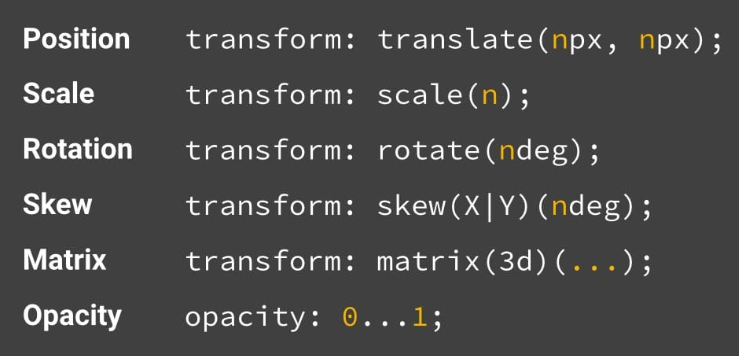 Position transform: translate(npx, npx);
Scale transform: scale(n);
Rotation transform: rotate(ndeg);
Skew transform: skew(X|Y)(ndeg);
Matrix transform: matrix(3d)(...);
Opacity opacity: 0...1;